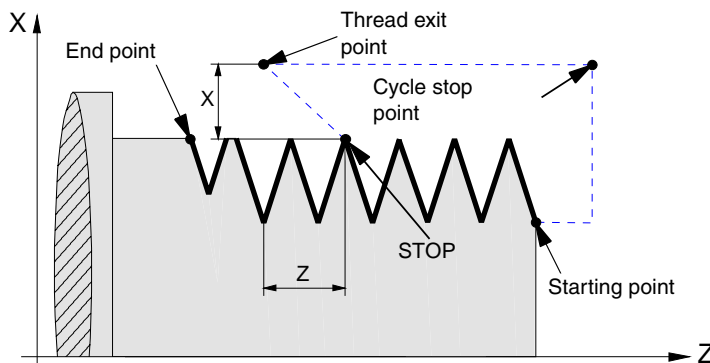 X
Thread exit
point
End point
Cycle stop
point
X
STOP
Z
Starting point
Z